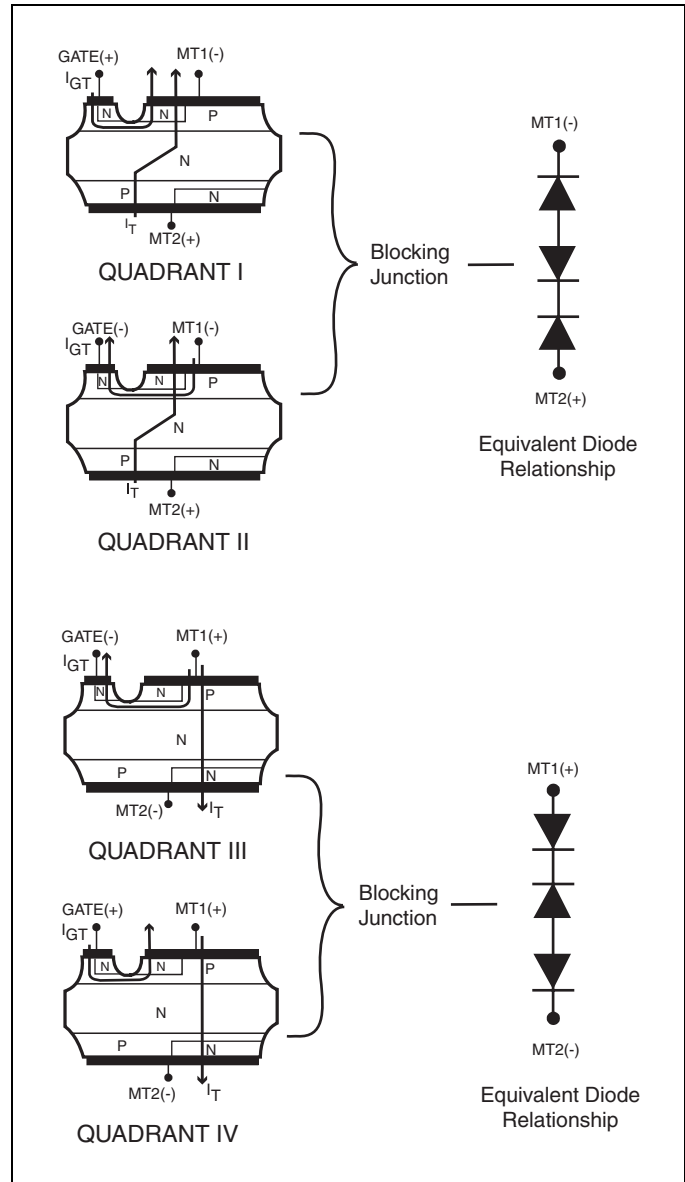 GATE(+)
MT1(-)
IGT
N
N
P
N
P
N
IT
MT2(+)
QUADRANT I
GATE(-)
MT1(-)
IGT
N
N
P
N
P
N
IT
MT2(+)
QUADRANT II
Blocking
Junction
MT1(-)
MT2(+)
Equivalent Diode
Relationship
GATE(-)
MT1(+)
IGT
N
N
P
N
P
N
MT2(-)
IT
QUADRANT III
GATE(+)
MT1(+)
IGT
N
N
P
N
P
N
MT2(-)
IT
QUADRANT IV
Blocking
Junction
MT1(+)
MT2(-)
Equivalent Diode
Relationship